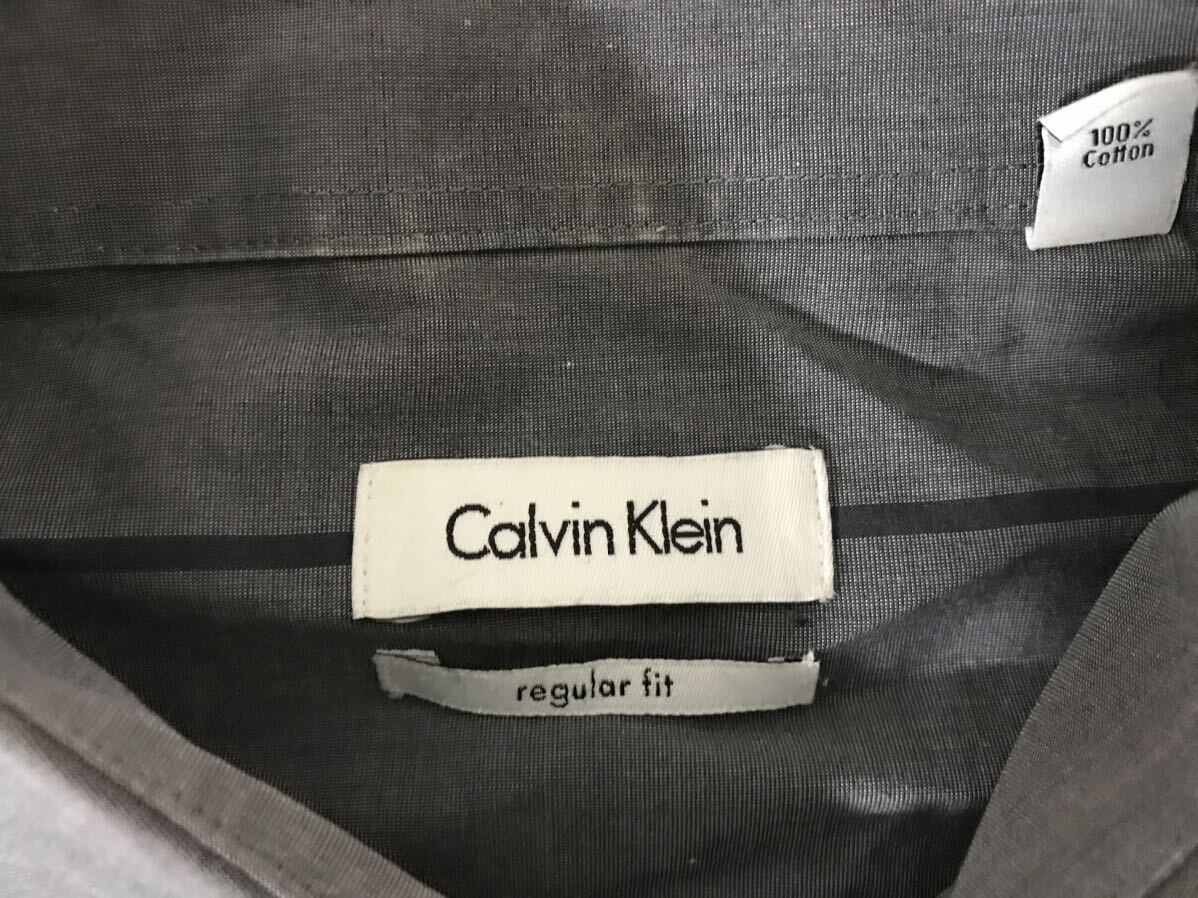 100%
Cotton
Calvin Klein
regular fit